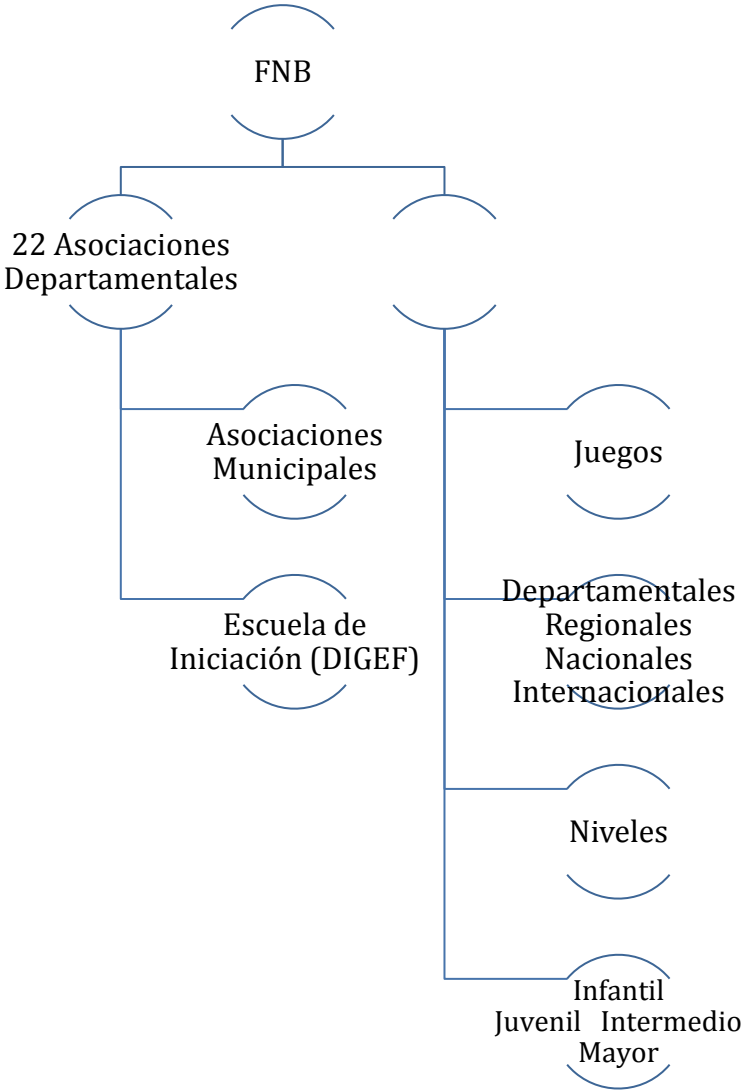 FNB
22 Asociaciones
Departamentales
Asociaciones
Municipales
Escuela de
Iniciación (DIGEF)
Juegos
Departamentales
Regionales
Nacionales
Internacionales
Niveles
Infantil
Juvenil Intermedio
Mayor